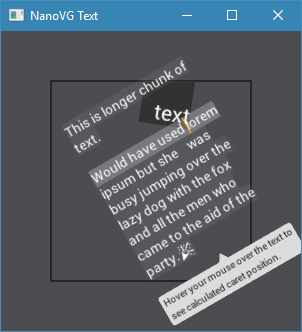 NanoVG Text
This is longer chunk of
text.
text
Would have used lorem
ipsum but she was
busy jumping over the
lazy dog with the fox
and all the men who
came to the aid of the
party.🎉
Hover your mouse over the text to
see calculated caret position.